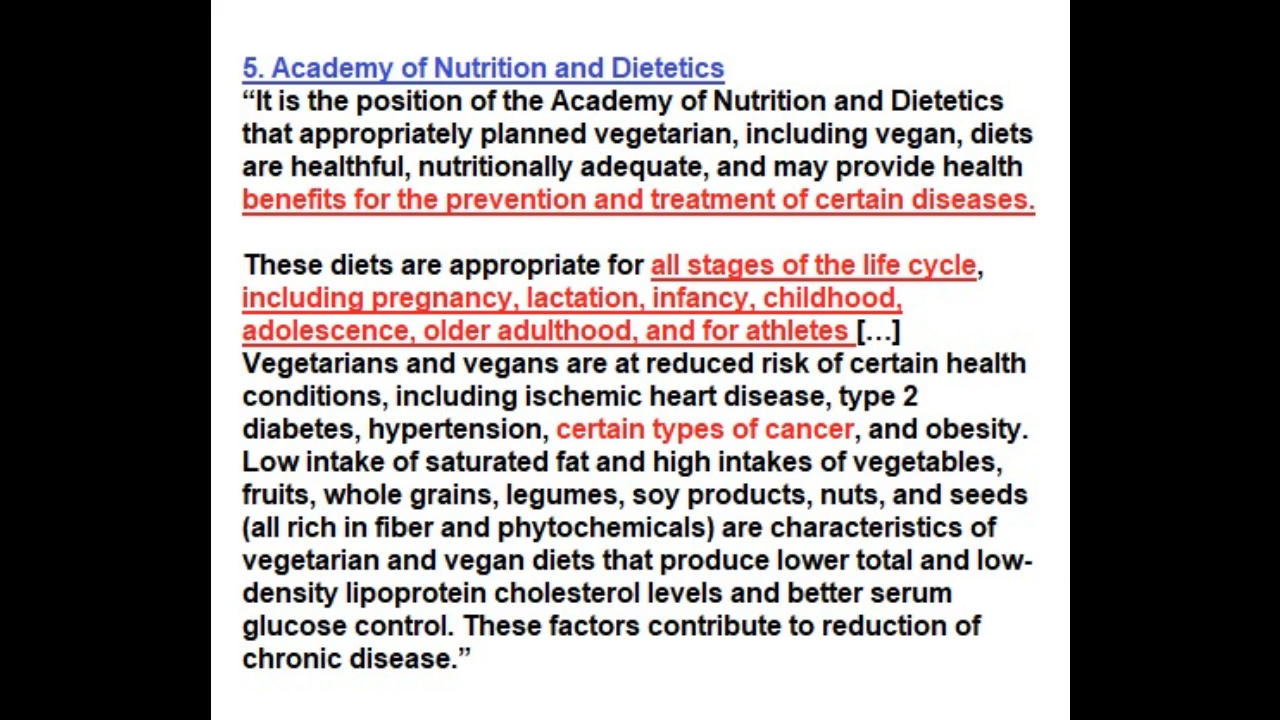 5. Academy of Nutrition and Dietetics
“It is the position of the Academy of Nutrition and Dietetics
that appropriately planned vegetarian, including vegan, diets
are healthful, nutritionally adequate, and may provide health
benefits for the prevention and treatment of certain diseases.
These diets are appropriate for all stages of the life cycle,
including pregnancy, lactation, infancy, childhood,
adolescence, older adulthood, and for athletes […]
Vegetarians and vegans are at reduced risk of certain health
conditions, including ischemic heart disease, type 2
diabetes, hypertension, certain types of cancer, and obesity.
Low intake of saturated fat and high intakes of vegetables,
fruits, whole grains, legumes, soy products, nuts, and seeds
(all rich in fiber and phytochemicals) are characteristics of
vegetarian and vegan diets that produce lower total and low-
density lipoprotein cholesterol levels and better serum
glucose control. These factors contribute to reduction of
chronic disease.”